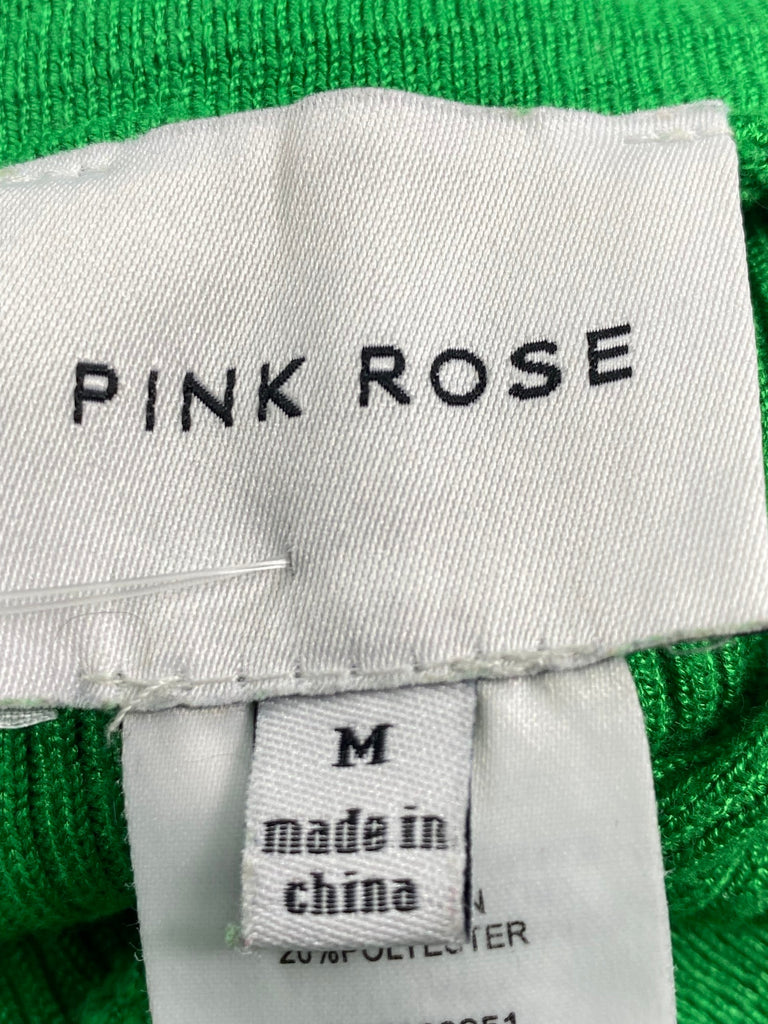 PINK ROSE
M
made in
china
20%POLYESTER